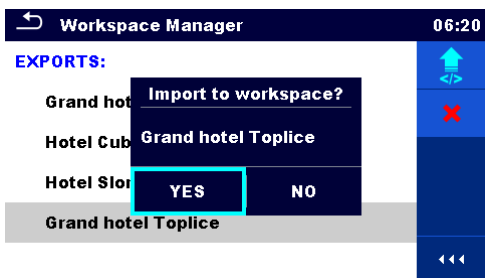 Workspace Manager 06:20
EXPORTS:
</>
Grand hot
Import to workspace?
Hotel Cub
Grand hotel Toplice
Hotel Slon
YES NO
Grand hotel Toplice